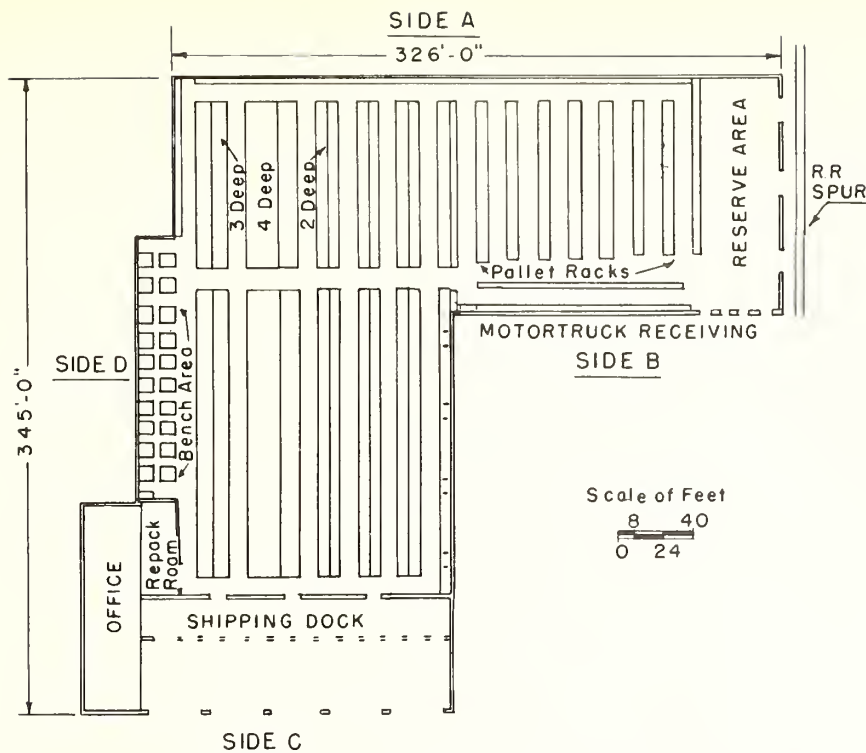 SIDE A
326'-0"
345'-0"
3 Deep
4 Deep
2 Deep
RESERVE AREA
R.R
SPUR
Pallet Racks
MOTORTRUCK RECEIVING
SIDE B
SIDE D
Bench Area
Scale of Feet
8 40
0 24
OFFICE
Repack
Room
SHIPPING DOCK
SIDE C